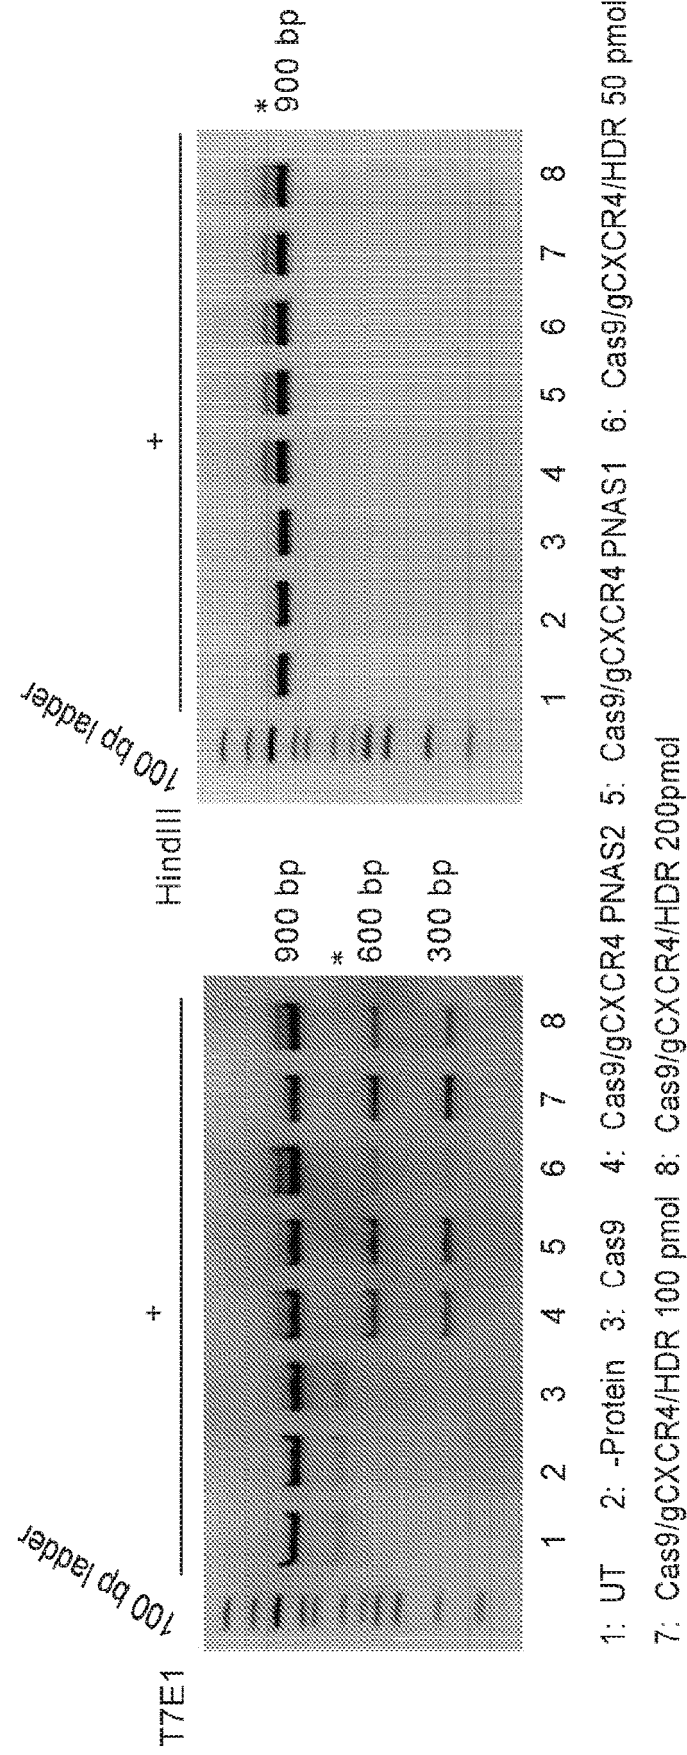 T7E1
100 bp ladder
+
1 2 3 4 5 6 7 8
900 bp
*
600 bp
300 bp
HindIII
100 bp ladder
+
1 2 3 4 5 6 7 8
*
900 bp
1: UT 2: -Protein 3: Cas9 4: Cas9/gCXCR4 PNAS2 5: Cas9/gCXCR4 PNAS1 6: Cas9/gCXCR4/HDR 50 pmol
7: Cas9/gCXCR4/HDR 100 pmol 8: Cas9/gCXCR4/HDR 200pmol